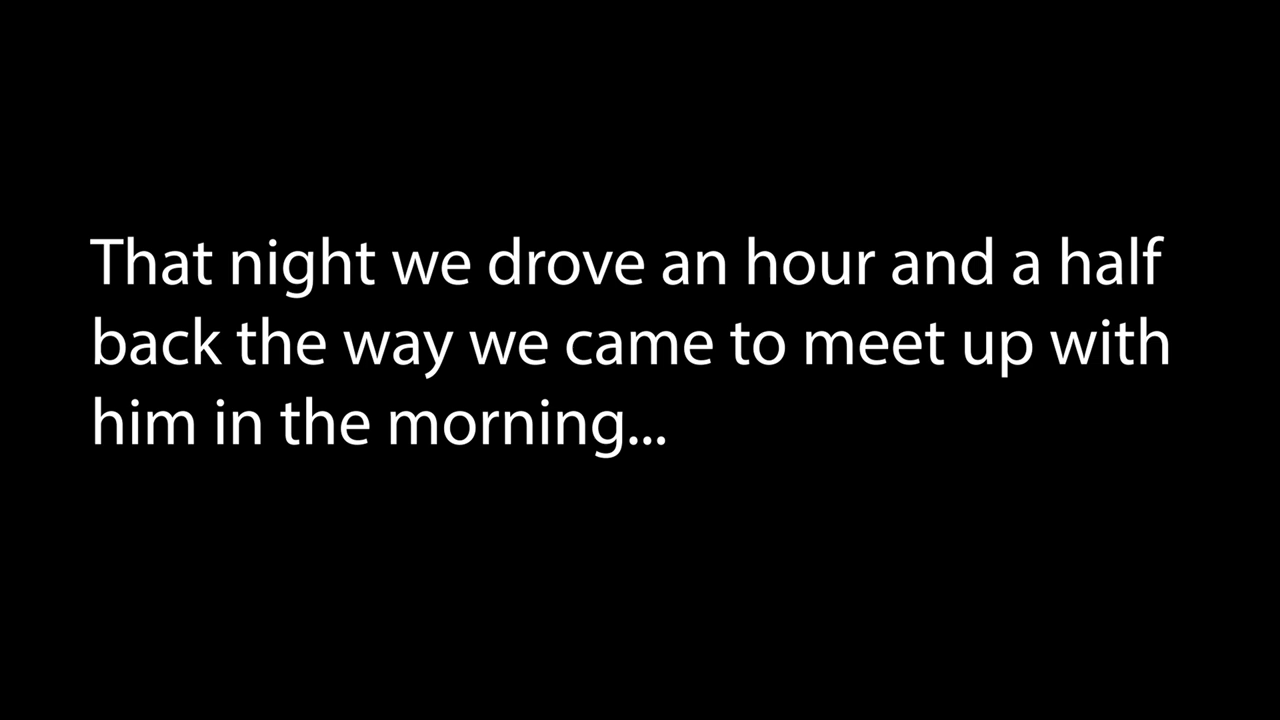 That night we drove an hour and a half
back the way we came to meet up with
him in the morning...